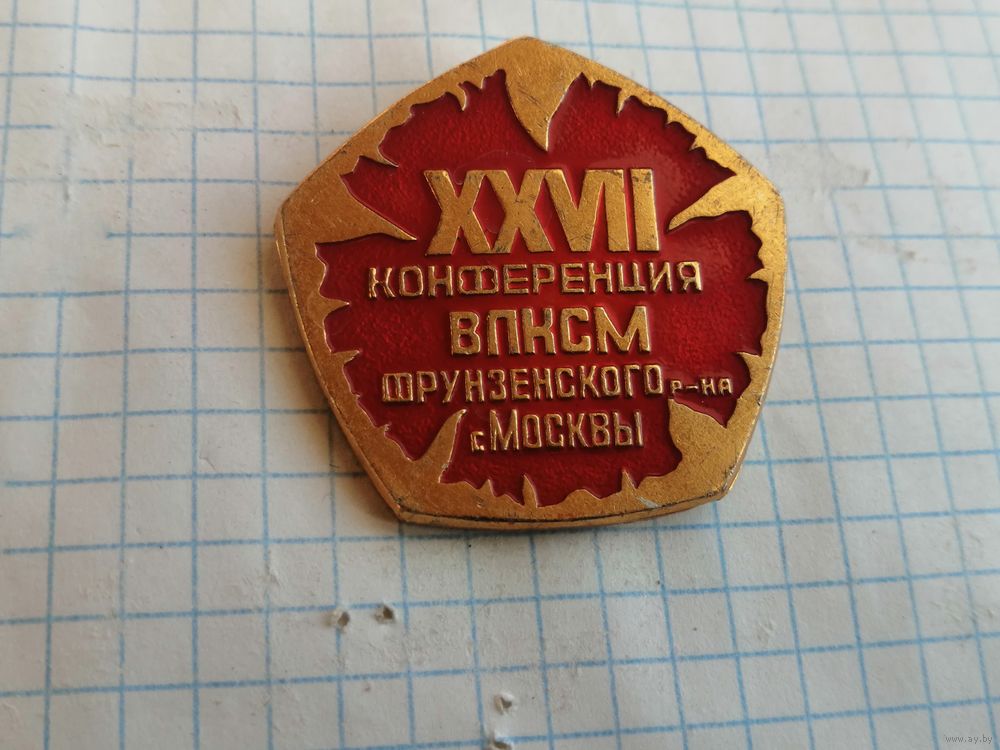 XXVII
КОНФЕРЕНЦИЯ
ВЛКСМ
ФРУНЗЕНСКОГО Р-НА
г. МОСКВЫ
www.ay.by